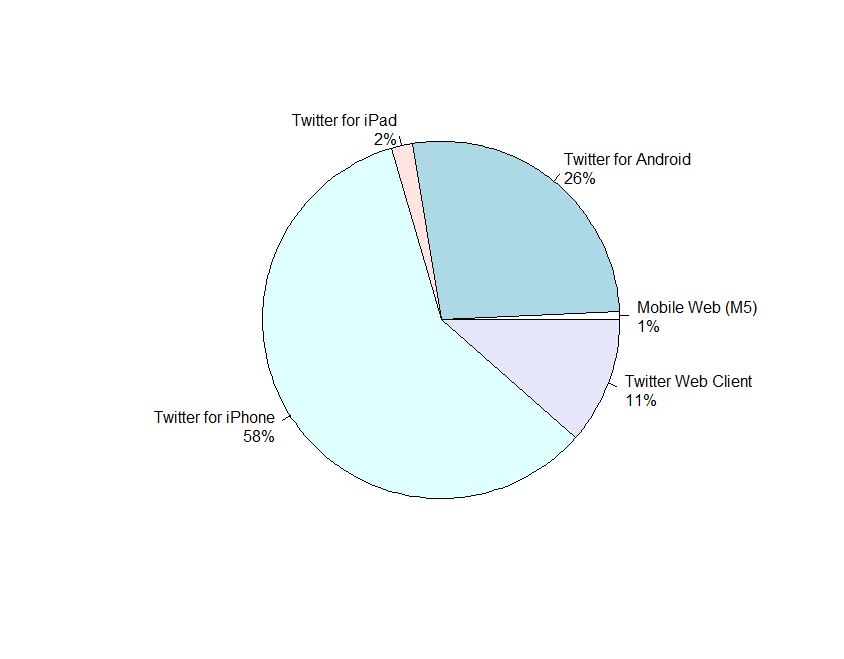 Twitter for iPad
2%
Twitter for Android
26%
Mobile Web (M5)
1%
Twitter Web Client
11%
Twitter for iPhone
58%